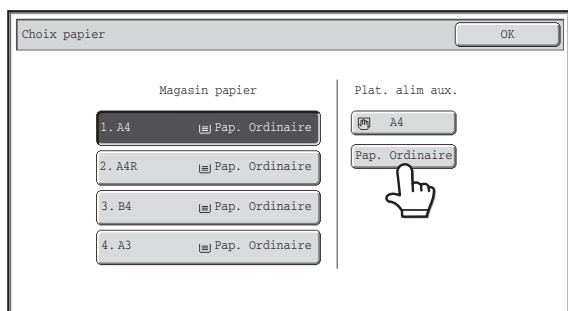 Choix papier
OK
Magasin papier
1. A4 Pap. Ordinaire
2. A4R Pap. Ordinaire
3. B4 Pap. Ordinaire
4. A3 Pap. Ordinaire
Plat. alim aux.
A4
Pap. Ordinaire